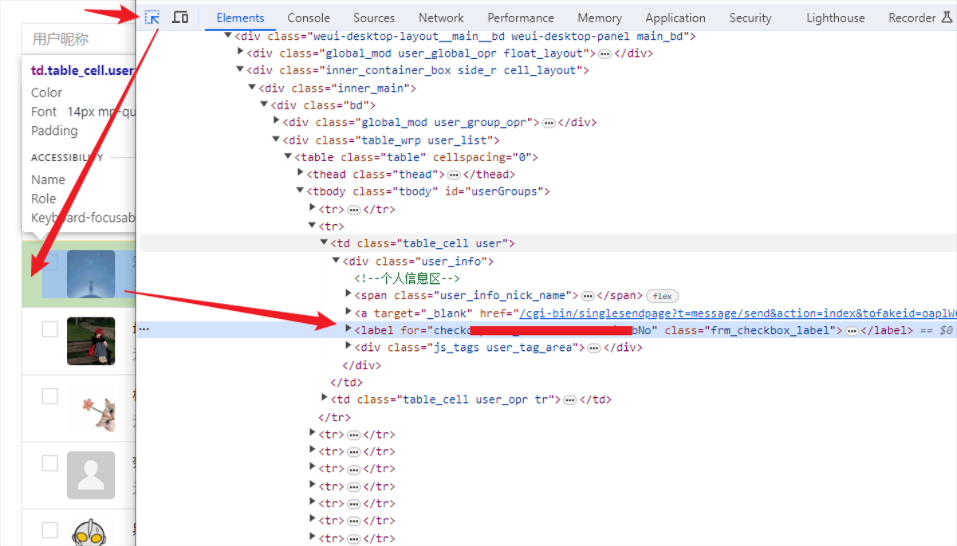 Elements Console Sources Network Performance Memory Application Security Lighthouse Recorder
用户昵称
td.table_cell.user
Color
Font 14px mp-qu
Padding
ACCESSIBILITY
Name
Role
Keyboard-focusab
<div class="weui-desktop-layout__main__bd weui-desktop-panel main_bd">
<div class="global_mod user_global_opr float_layout">…</div>
<div class="inner_container_box side_r cell_layout">
<div class="inner_main">
<div class="bd">
<div class="global_mod user_group_opr">…</div>
<div class="table_wrp user_list">
<table class="table" cellspacing="0">
<thead class="thead">…</thead>
<tbody class="tbody" id="userGroups">
<tr>…</tr>
<tr>
<td class="table_cell user">
<div class="user_info">
<!--个人信息区-->
<span class="user_info_nick_name">…</span> flex
<a target="_blank" href="/cgi-bin/singlesendpage?t=message/send&action=index&tofakeid=oaplW6
… <label for="check bNo" class="frm_checkbox_label">…</label> == $0
<div class="js_tags user_tag_area">…</div>
</div>
</td>
<td class="table_cell user_opr tr">…</td>
</tr>
<tr>…</tr>
<tr>…</tr>
<tr>…</tr>
<tr>…</tr>
<tr>…</tr>
<tr>…</tr>
<tr>…</tr>